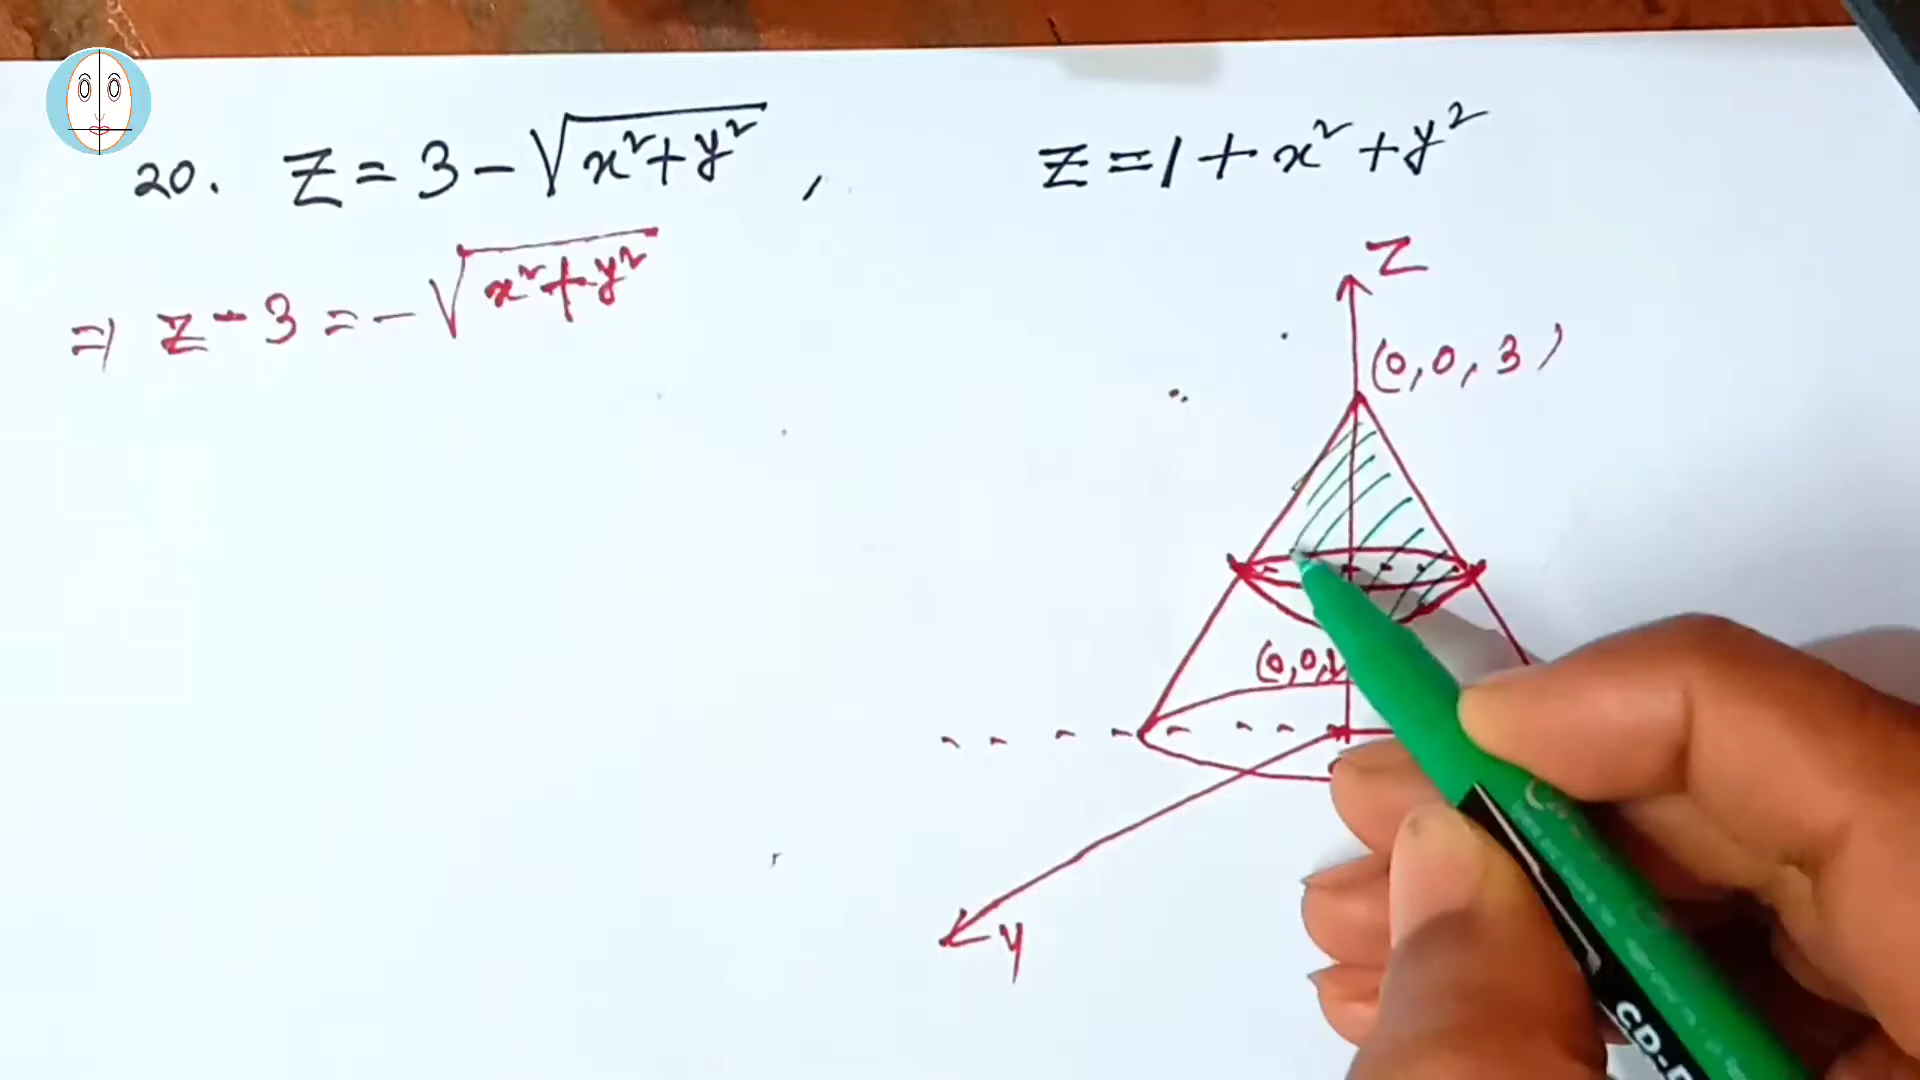 20. z = 3 - √(x²+y²) , z = 1 + x² + y²
⇒ z - 3 = - √(x²+y²)
z
(0, 0, 3)
(0,0,1
y